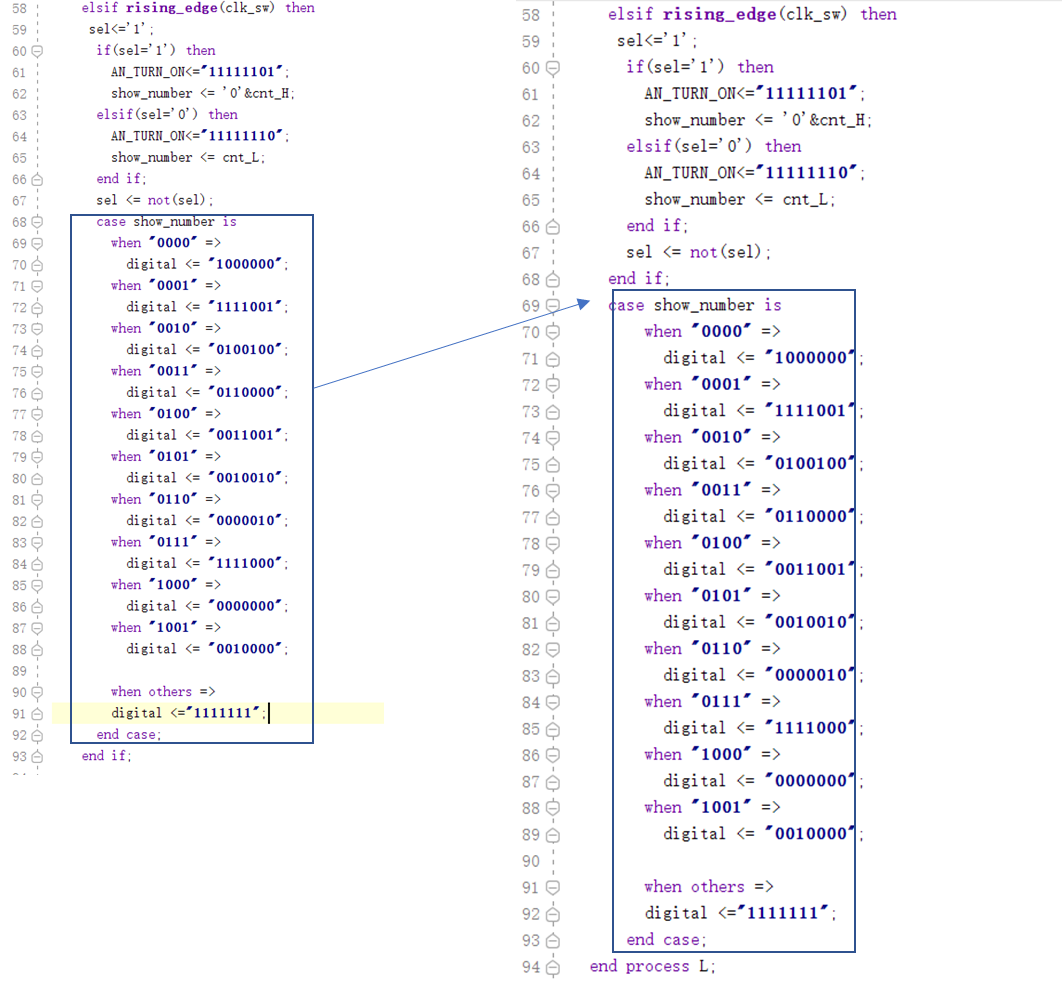 58 elsif rising_edge(clk_sw) then
59 sel<='1';
60 if(sel='1') then
61 AN_TURN_ON<="11111101";
62 show_number <= '0'&cnt_H;
63 elsif(sel='0') then
64 AN_TURN_ON<="11111110";
65 show_number <= cnt_L;
66 end if;
67 sel <= not(sel);
68 case show_number is
69 when "0000" =>
70 digital <= "1000000";
71 when "0001" =>
72 digital <= "1111001";
73 when "0010" =>
74 digital <= "0100100";
75 when "0011" =>
76 digital <= "0110000";
77 when "0100" =>
78 digital <= "0011001";
79 when "0101" =>
80 digital <= "0010010";
81 when "0110" =>
82 digital <= "0000010";
83 when "0111" =>
84 digital <= "1111000";
85 when "1000" =>
86 digital <= "0000000";
87 when "1001" =>
88 digital <= "0010000";
89
90 when others =>
91 digital <="1111111";
92 end case;
93 end if;
58 elsif rising_edge(clk_sw) then
59 sel<='1';
60 if(sel='1') then
61 AN_TURN_ON<="11111101";
62 show_number <= '0'&cnt_H;
63 elsif(sel='0') then
64 AN_TURN_ON<="11111110";
65 show_number <= cnt_L;
66 end if;
67 sel <= not(sel);
68 end if;
69 case show_number is
70 when "0000" =>
71 digital <= "1000000";
72 when "0001" =>
73 digital <= "1111001";
74 when "0010" =>
75 digital <= "0100100";
76 when "0011" =>
77 digital <= "0110000";
78 when "0100" =>
79 digital <= "0011001";
80 when "0101" =>
81 digital <= "0010010";
82 when "0110" =>
83 digital <= "0000010";
84 when "0111" =>
85 digital <= "1111000";
86 when "1000" =>
87 digital <= "0000000";
88 when "1001" =>
89 digital <= "0010000";
90
91 when others =>
92 digital <="1111111";
93 end case;
94 end process L;